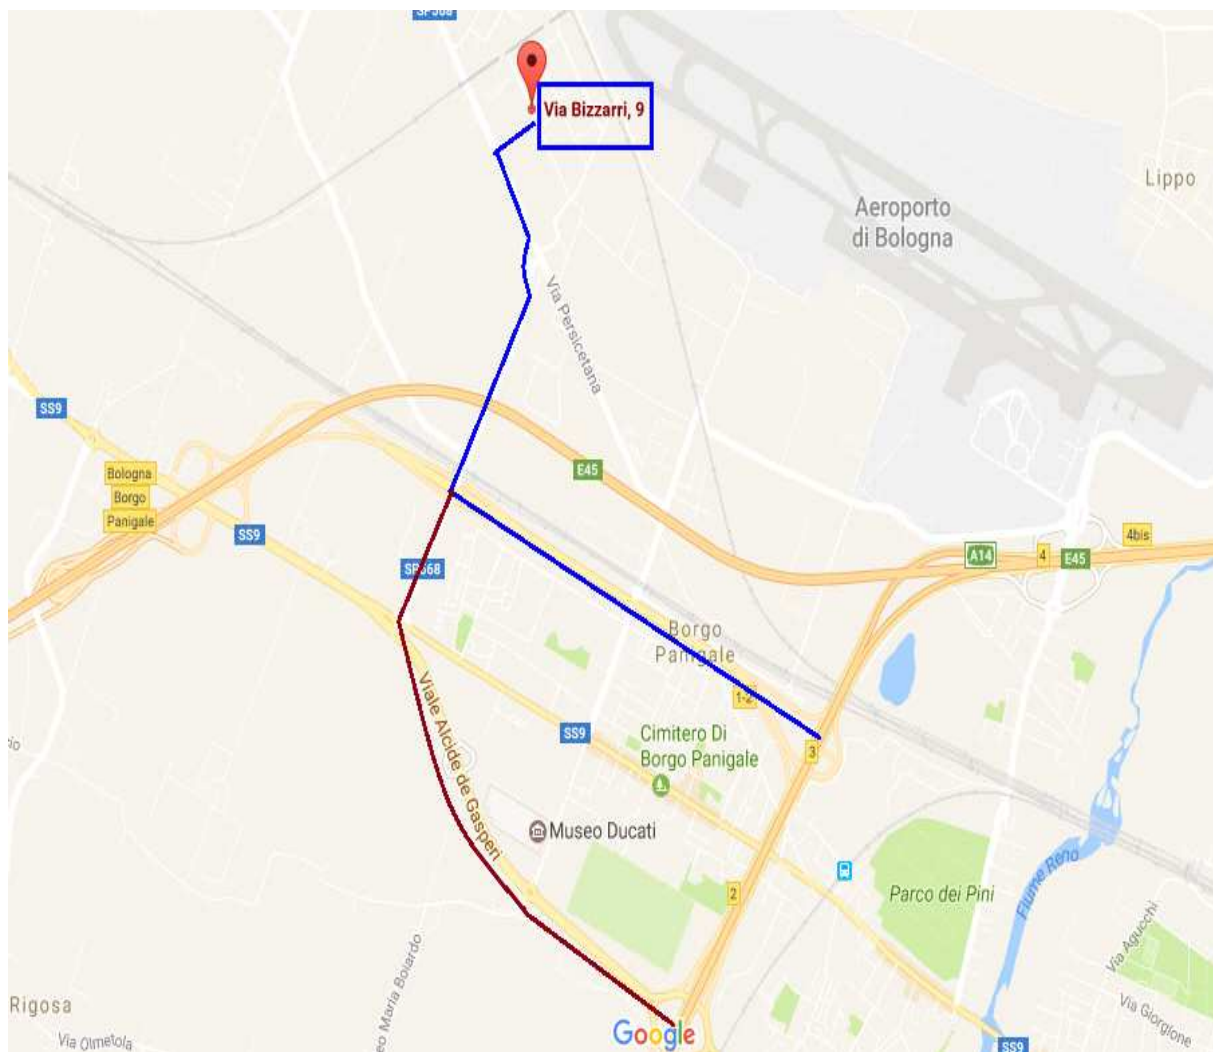 SP568
Via Bizzarri, 9
Lippo
Aeroporto
di Bologna
Via Persicetana
SS9
Bologna
Borgo
Panigale
E45
SS9
4bis
A14
4
E45
SP568
Borgo
Panigale
1-2
Viale Alcide de Gasperi
SS9
Cimitero Di
Borgo Panigale
3
Museo Ducati
2
Parco dei Pini
Fiume Reno
Via Agucchi
Via Giorgione
Rigosa
Via Olmetola
eo Maria Boiardo
Google
SS9